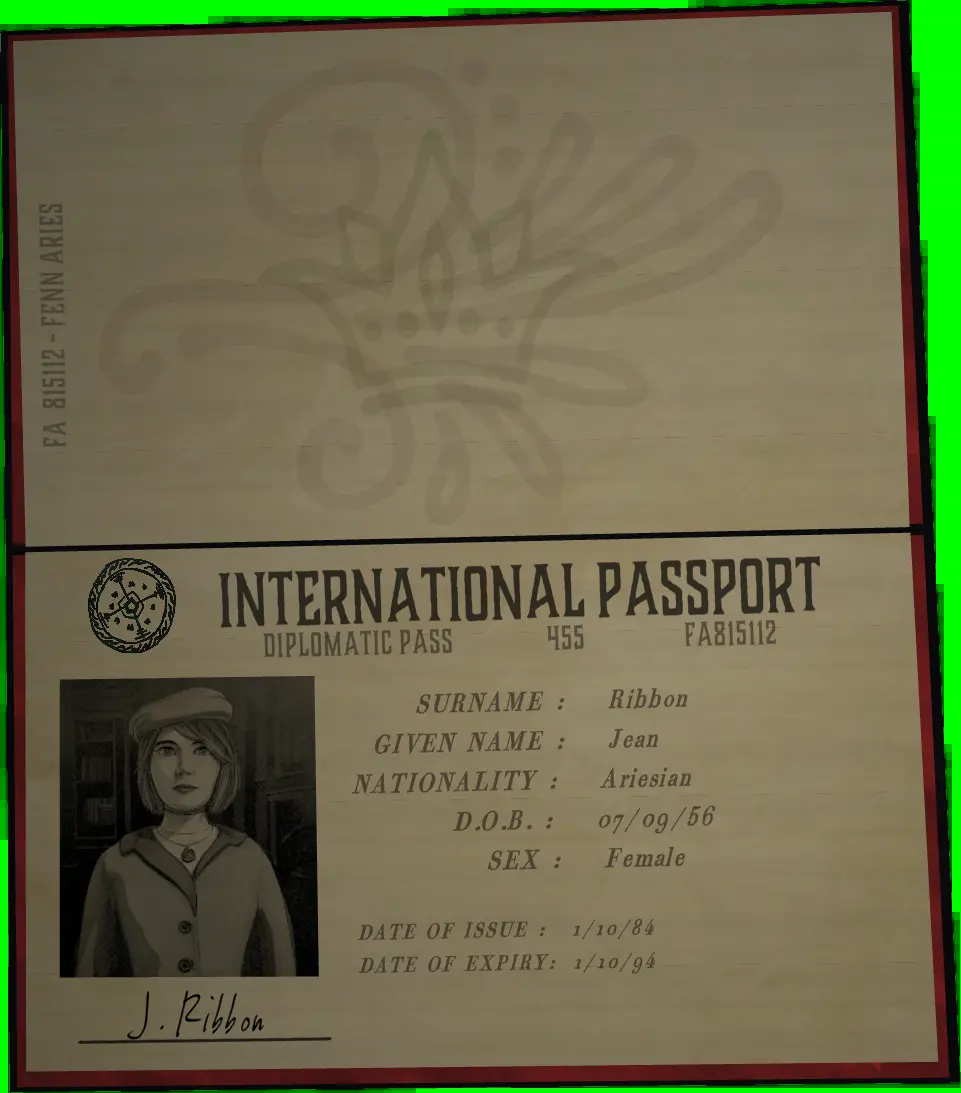 FA 815112 - FENN ARIES
INTERNATIONAL PASSPORT
DIPLOMATIC PASS 455 FA815112
SURNAME : Ribbon
GIVEN NAME : Jean
NATIONALITY : Ariesian
D.O.B. : 07/09/56
SEX : Female
DATE OF ISSUE : 1/10/84
DATE OF EXPIRY: 1/10/94
J. Ribbon